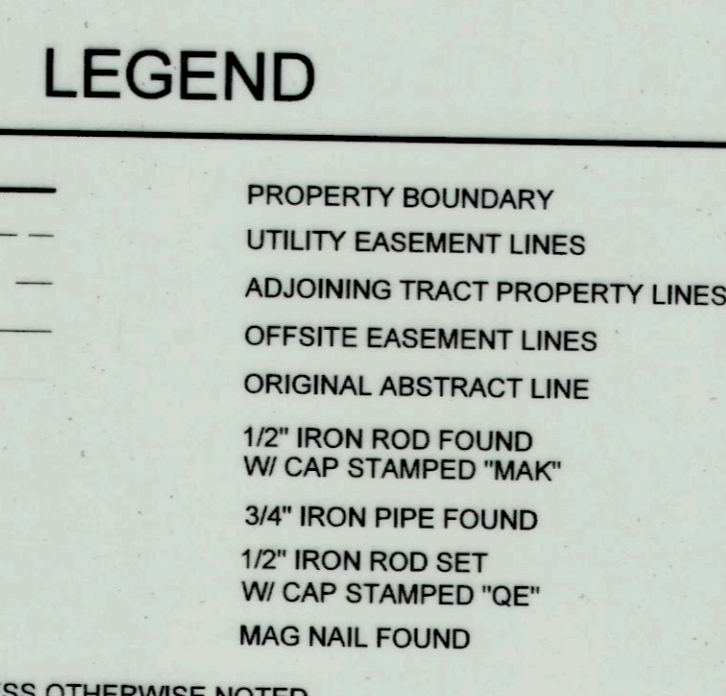 LEGEND
PROPERTY BOUNDARY
UTILITY EASEMENT LINES
ADJOINING TRACT PROPERTY LINES
OFFSITE EASEMENT LINES
ORIGINAL ABSTRACT LINE
1/2" IRON ROD FOUND
W/ CAP STAMPED "MAK"
3/4" IRON PIPE FOUND
1/2" IRON ROD SET
W/ CAP STAMPED "QE"
MAG NAIL FOUND
OTHERWISE NOTED